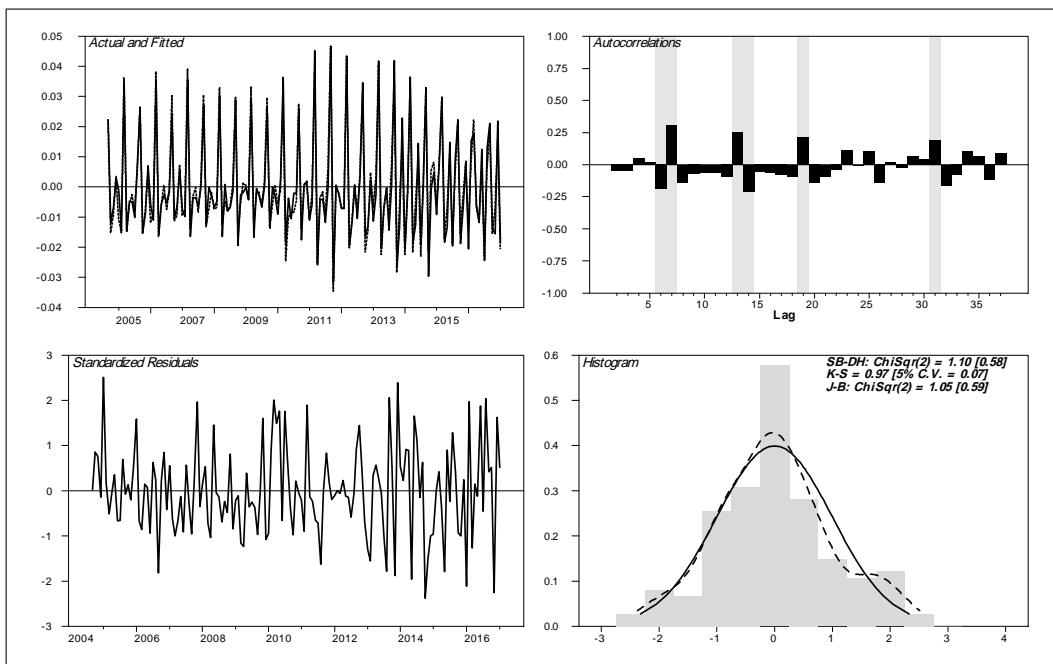 Actual and Fitted
0.05
0.04
0.03
0.02
0.01
0.00
-0.01
-0.02
-0.03
-0.04
2005 2007 2009 2011 2013 2015
Autocorrelations
1.00
0.75
0.50
0.25
0.00
-0.25
-0.50
-0.75
-1.00
5 10 15 20 25 30 35
Lag
Standardized Residuals
3
2
1
0
-1
-2
-3
2004 2006 2008 2010 2012 2014 2016
Histogram
SB-DH: ChiSqr(2) = 1.10 [0.58]
K-S = 0.97 [5% C.V. = 0.07]
J-B: ChiSqr(2) = 1.05 [0.59]
0.6
0.5
0.4
0.3
0.2
0.1
0.0
-3 -2 -1 0 1 2 3 4